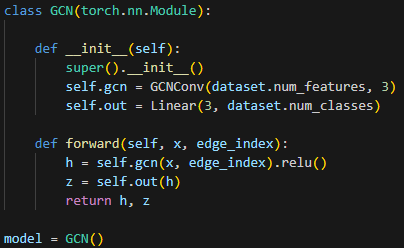 class GCN(torch.nn.Module):
def __init__(self):
super().__init__()
self.gcn = GCNConv(dataset.num_features, 3)
self.out = Linear(3, dataset.num_classes)
def forward(self, x, edge_index):
h = self.gcn(x, edge_index).relu()
z = self.out(h)
return h, z
model = GCN()